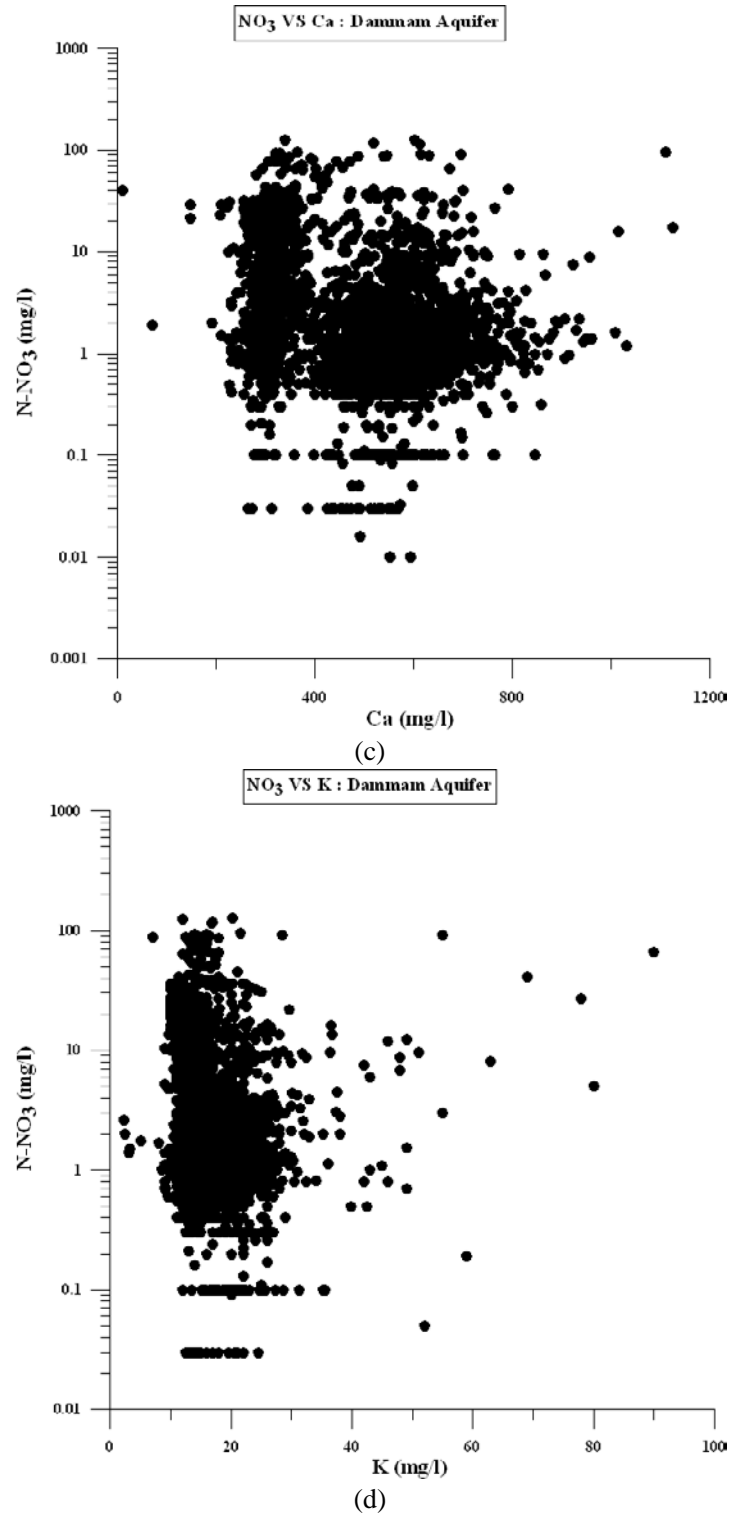 NO3 VS Ca : Dammam Aquifer
1000
100
10
1
0.1
0.01
0.001
N-NO3 (mg/l)
0 400 800 1200
Ca (mg/l)
(c)
NO3 VS K : Dammam Aquifer
1000
100
10
1
0.1
0.01
N-NO3 (mg/l)
0 20 40 60 80 100
K (mg/l)
(d)